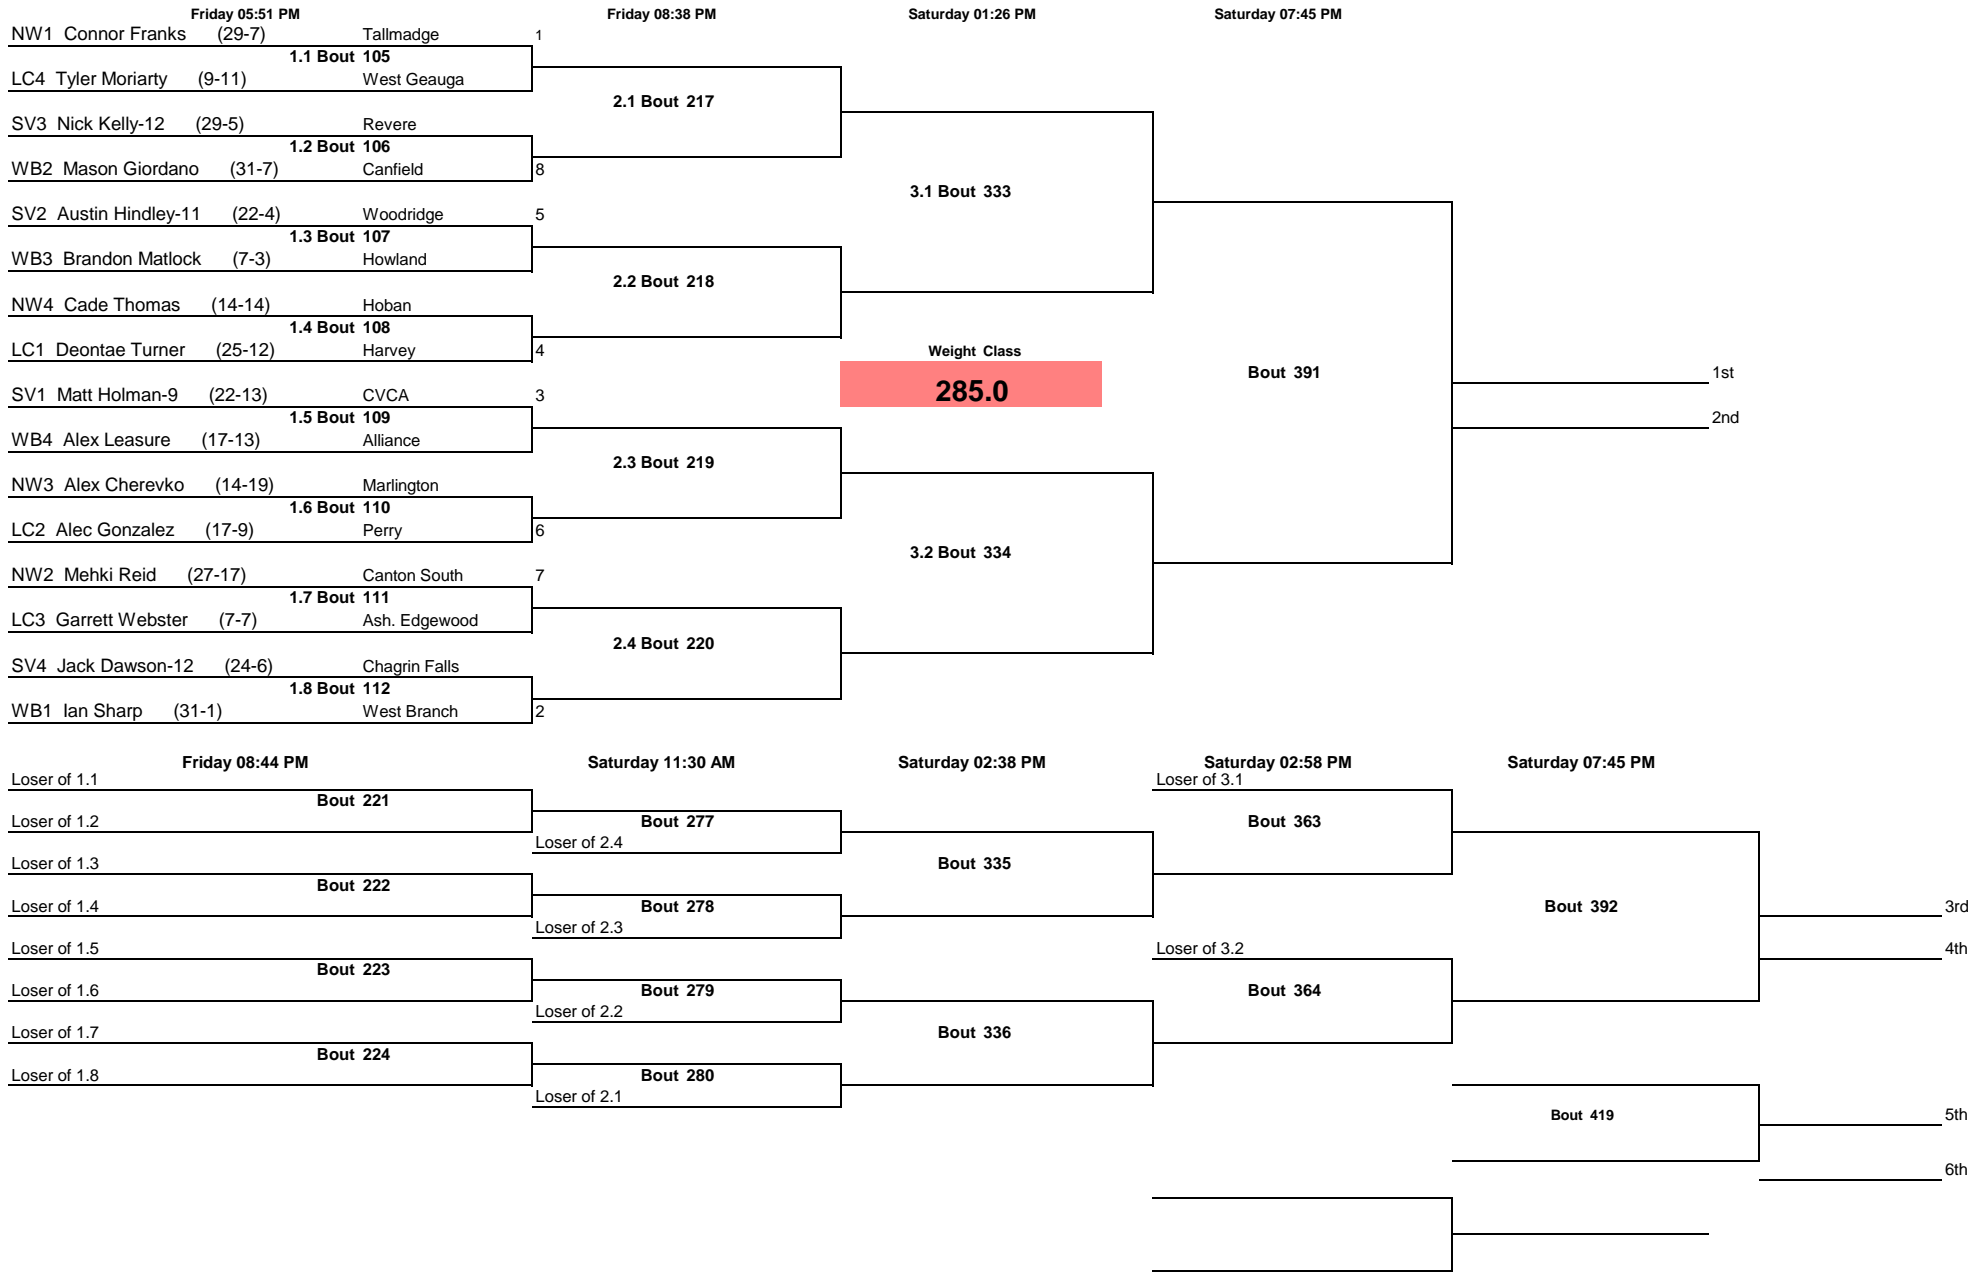 Friday 05:51 PM Friday 08:38 PM Saturday 01:26 PM Saturday 07:45 PM
NW1 Connor Franks (29-7) Tallmadge 1
1.1 Bout 105
LC4 Tyler Moriarty (9-11) West Geauga
2.1 Bout 217
SV3 Nick Kelly-12 (29-5) Revere
1.2 Bout 106
WB2 Mason Giordano (31-7) Canfield 8
3.1 Bout 333
SV2 Austin Hindley-11 (22-4) Woodridge 5
1.3 Bout 107
WB3 Brandon Matlock (7-3) Howland
2.2 Bout 218
NW4 Cade Thomas (14-14) Hoban
1.4 Bout 108
LC1 Deontae Turner (25-12) Harvey 4
Weight Class
285.0
Bout 391
1st
SV1 Matt Holman-9 (22-13) CVCA 3
1.5 Bout 109
2nd
WB4 Alex Leasure (17-13) Alliance
2.3 Bout 219
NW3 Alex Cherevko (14-19) Marlington
1.6 Bout 110
LC2 Alec Gonzalez (17-9) Perry 6
3.2 Bout 334
NW2 Mehki Reid (27-17) Canton South 7
1.7 Bout 111
LC3 Garrett Webster (7-7) Ash. Edgewood
2.4 Bout 220
SV4 Jack Dawson-12 (24-6) Chagrin Falls
1.8 Bout 112
WB1 Ian Sharp (31-1) West Branch 2
Friday 08:44 PM Saturday 11:30 AM Saturday 02:38 PM Saturday 02:58 PM Saturday 07:45 PM
Loser of 1.1 Loser of 3.1
Bout 221
Loser of 1.2 Bout 277 Bout 363
Loser of 2.4
Loser of 1.3 Bout 335
Bout 222
Loser of 1.4 Bout 278 Bout 392 3rd
Loser of 2.3
Loser of 1.5 Loser of 3.2 4th
Bout 223
Loser of 1.6 Bout 279 Bout 364
Loser of 2.2
Loser of 1.7 Bout 336
Bout 224
Loser of 1.8 Bout 280
Loser of 2.1
Bout 419 5th
6th